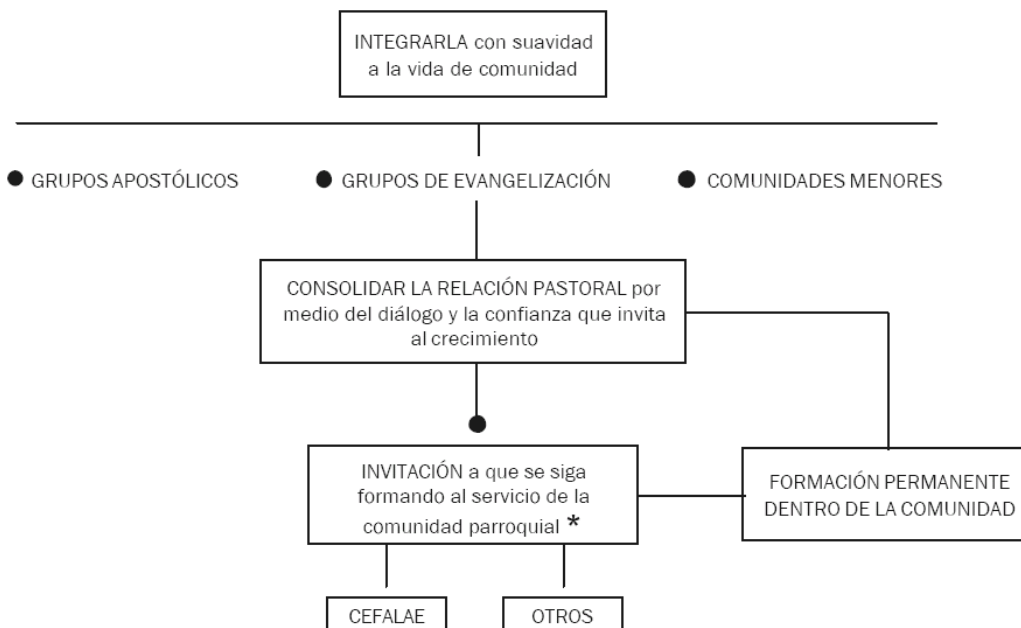 INTEGRARLA con suavidad
a la vida de comunidad
● GRUPOS APOSTÓLICOS
● GRUPOS DE EVANGELIZACIÓN
● COMUNIDADES MENORES
CONSOLIDAR LA RELACIÓN PASTORAL por
medio del diálogo y la confianza que invita
al crecimiento
INVITACIÓN a que se siga
formando al servicio de la
comunidad parroquial *
FORMACIÓN PERMANENTE
DENTRO DE LA COMUNIDAD
CEFALAE
OTROS